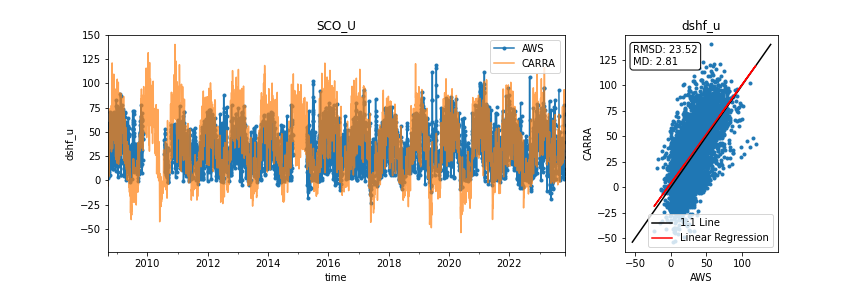 SCO_U
dshf_u
150
125
100
75
50
25
0
−25
−50
dshf_u
AWS
CARRA
2010
2012
2014
2016
2018
2020
2022
time
dshf_u
RMSD: 23.52
MD: 2.81
125
100
75
50
25
0
−25
−50
CARRA
1:1 Line
Linear Regression
−50
0
50
100
AWS